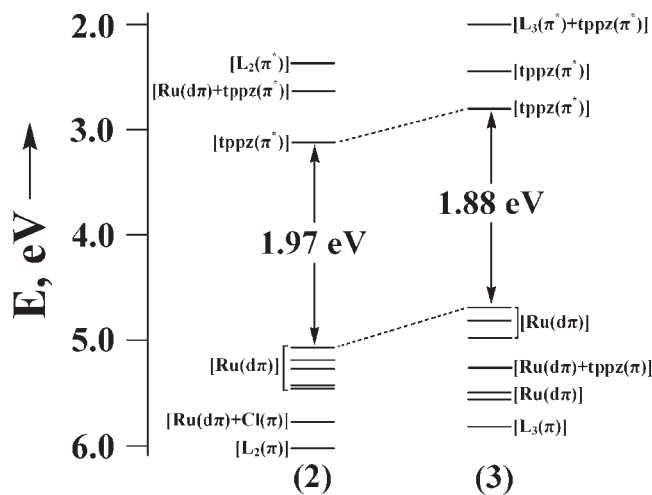 2.0
3.0
4.0
5.0
6.0
E, eV
[L₂(π*)]
[Ru(dπ)+tppz(π*)]
[tppz(π*)]
1.97 eV
[Ru(dπ)]
[Ru(dπ)+Cl(π)]
[L₂(π)]
(2)
[L₃(π*)+tppz(π*)]
[tppz(π*)]
[tppz(π*)]
1.88 eV
[Ru(dπ)]
[Ru(dπ)+tppz(π)]
[Ru(dπ)]
[L₃(π)]
(3)